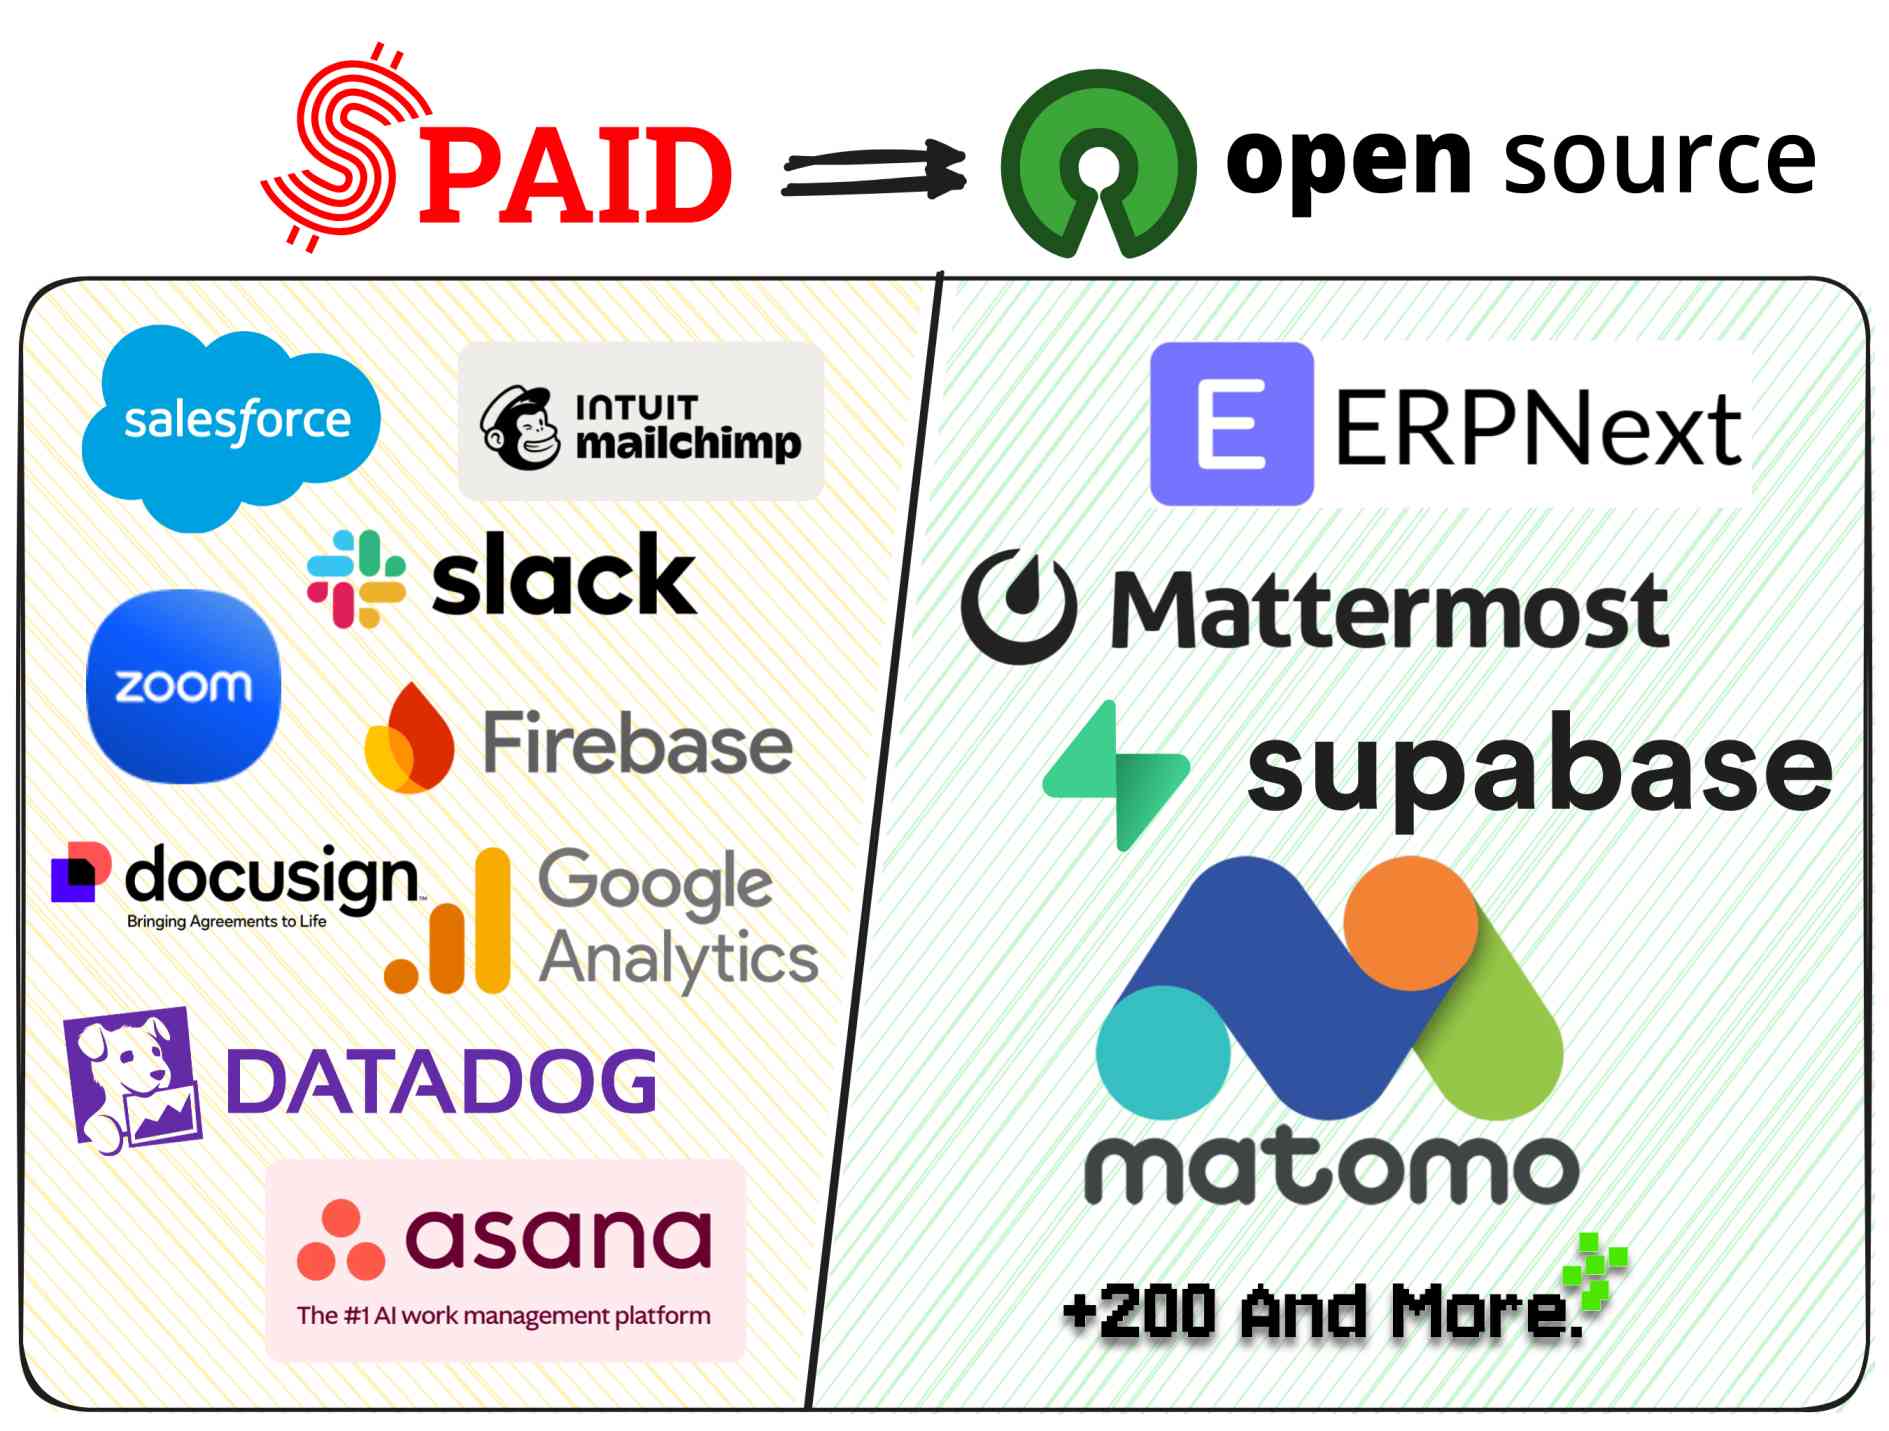 $PAID
open source
salesforce
INTUIT
mailchimp
slack
zoom
Firebase
docusign™
Bringing Agreements to Life
Google
Analytics
DATADOG
asana
The #1 AI work management platform
E ERPNext
Mattermost
supabase
matomo
+200 And More.